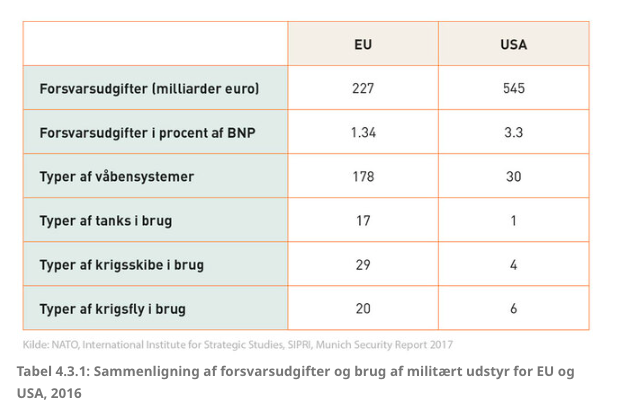 EU USA
Forsvarsudgifter (milliarder euro) 227 545
Forsvarsudgifter i procent af BNP 1.34 3.3
Typer af våbensystemer 178 30
Typer af tanks i brug 17 1
Typer af krigsskibe i brug 29 4
Typer af krigsfly i brug 20 6
Kilde: NATO, International Institute for Strategic Studies, SIPRI, Munich Security Report 2017
Tabel 4.3.1: Sammenligning af forsvarsudgifter og brug af militært udstyr for EU og
USA, 2016